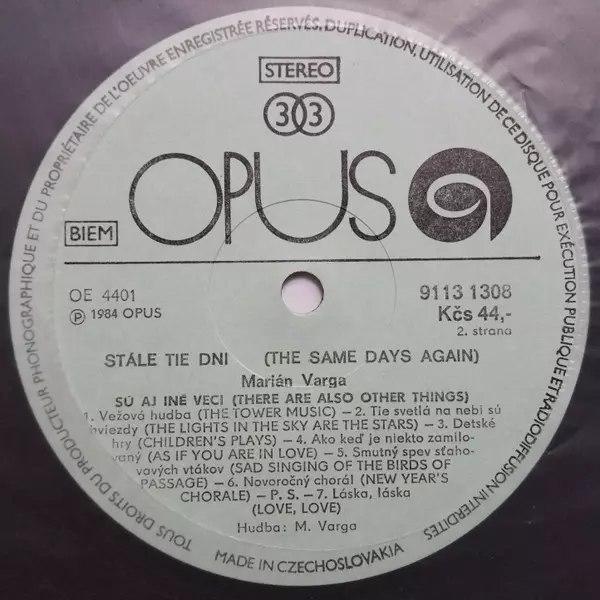 TOUS DROITS DU PRODUCTEUR PHONOGRAPHIQUE ET DU PROPRIÉTAIRE DE L'OEUVRE ENREGISTRÉE RÉSERVÉS. DUPLICATION, UTILISATION DE CE DISQUE POUR EXÉCUTION PUBLIQUE ET RADIODIFFUSION INTERDITES
STEREO
33
OPUS
BIEM
OE 4401
9113 1308
Ⓟ 1984 OPUS
Kčs 44,-
2. strana
STÁLE TIE DNI (THE SAME DAYS AGAIN)
Marián Varga
SÚ AJ INÉ VECI (THERE ARE ALSO OTHER THINGS)
1. Vežová hudba (THE TOWER MUSIC) – 2. Tie svetlá na nebi sú
hviezdy (THE LIGHTS IN THE SKY ARE THE STARS) – 3. Detské
hry (CHILDREN'S PLAYS) – 4. Ako keď je niekto zamilo-
vaný (AS IF YOU ARE IN LOVE) – 5. Smutný spev sťaho-
vavých vtákov (SAD SINGING OF THE BIRDS OF
PASSAGE) – 6. Novoročný chorál (NEW YEAR'S
CHORALE) – P. S. – 7. Láska, láska
(LOVE, LOVE)
Hudba: M. Varga
MADE IN CZECHOSLOVAKIA